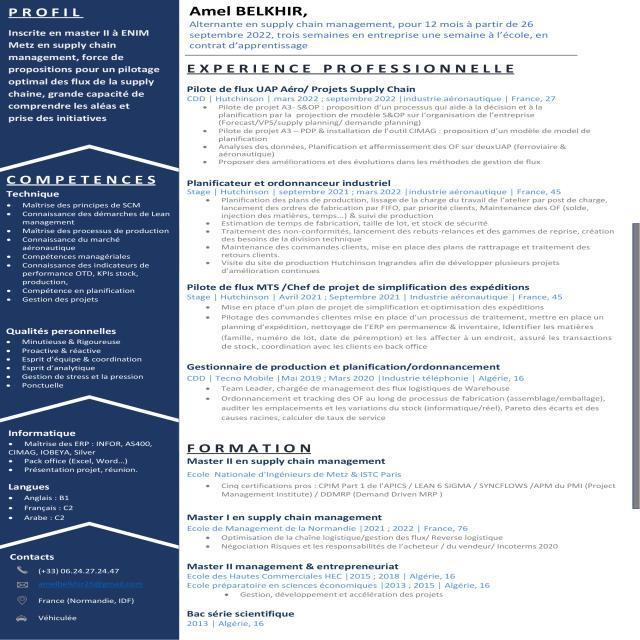 PROFIL
Inscrite en master II à ENIM
Metz en supply chain
management, force de
propositions pour un pilotage
optimal des flux de la supply
chaine, grande capacité de
comprendre les aléas et
prise des initiatives
COMPETENCES
Technique
• Maîtrise des principes de SCM
• Connaissance des démarches de Lean
management
• Maîtrise des processus de production
• Connaissance du marché
aéronautique
• Compétences managériales
• Connaissance des indicateurs de
performance OTD, KPIs stock,
production,
• Compétence en planification
• Gestion des projets
Qualités personnelles
• Minutieuse & Rigoureuse
• Proactive & réactive
• Esprit d'équipe & coordination
• Esprit d'analytique
• Gestion de stress et la pression
• Ponctuelle
Informatique
• Maîtrise des ERP : INFOR, AS400,
CIMAG, IOBEYA, Silver
• Pack office (Excel, Word...)
• Présentation projet, réunion.
Langues
• Anglais : B1
• Français : C2
• Arabe : C2
Contacts
(+33) 06.24.27.24.47
France (Normandie, IDF)
Véhiculée
Amel BELKHIR,
Alternante en supply chain management, pour 12 mois à partir de 26
septembre 2022, trois semaines en entreprise une semaine à l'école, en
contrat d'apprentissage
EXPERIENCE PROFESSIONNELLE
Pilote de flux UAP Aéro/ Projets Supply Chain
CDD | Hutchinson | mars 2022 ; septembre 2022 |industrie aéronautique | France, 27
• Pilote de projet A3- S&OP : proposition d'un processus qui aide à la décision et à la
planification par la projection de modèle S&OP sur l'organisation de l'entreprise
(Forecast/VPS/supply planning/ demande planning)
• Pilote de projet A3 – PDP & installation de l'outil CIMAG : proposition d'un modèle de model de
planification
• Analyses des données, Planification et affermissement des OF sur deuxUAP (ferroviaire &
aéronautique)
• Proposer des améliorations et des évolutions dans les méthodes de gestion de flux
Planificateur et ordonnanceur industriel
Stage | Hutchinson | septembre 2021 ; mars 2022 |industrie aéronautique | France, 45
• Planification des plans de production, lissage de la charge du travail de l'atelier par post de charge,
lancement des ordres de fabrication par FIFO, par priorité clients, Maintenance des OF (solde,
injection des matières, temps...) & suivi de production
• Estimation de temps de fabrication, taille de lot, et stock de sécurité
• Traitement des non-conformités, lancement des rebuts-relances et des gammes de reprise, création
des besoins de la division technique
• Maintenance des commandes clients, mise en place des plans de rattrapage et traitement des
retours clients.
• Visite du site de production Hutchinson Ingrandes afin de développer plusieurs projets
d'amélioration continues
Pilote de flux MTS /Chef de projet de simplification des expéditions
Stage | Hutchinson | Avril 2021 ; Septembre 2021 | Industrie aéronautique | France, 45
• Mise en place d'un plan de projet de simplification et optimisation des expéditions
• Pilotage des commandes clientes mise en place d'un processus de traitement, mettre en place un
planning d'expédition, nettoyage de l'ERP en permanence & inventaire, Identifier les matières
(famille, numéro de lot, date de péremption) et les affecter à un endroit, assuré les transactions
de stock, coordination avec les clients en back office
Gestionnaire de production et planification/ordonnancement
CDD | Tecno Mobile |Mai 2019 ; Mars 2020 |Industrie téléphonie | Algérie, 16
• Team Leader, chargée de management des flux logistiques de Warehouse
• Ordonnancement et tracking des OF au long de processus de fabrication (assemblage/emballage),
auditer les emplacements et les variations du stock (informatique/réel), Pareto des écarts et des
causes racines, calculer de taux de service
FORMATION
Master II en supply chain management
Ecole Nationale d'Ingénieurs de Metz & ISTC Paris
• Cinq certifications pros : CPIM Part 1 de l'APICS / LEAN 6 SIGMA / SYNCFLOWS /APM du PMI (Project
Management Institute) / DDMRP (Demand Driven MRP )
Master I en supply chain management
Ecole de Management de la Normandie |2021 ; 2022 | France, 76
• Optimisation de la chaîne logistique/gestion des flux/ Reverse logistique
• Négociation Risques et les responsabilités de l'acheteur / du vendeur/ Incoterms 2020
Master II management & entrepreneuriat
Ecole des Hautes Commerciales HEC |2015 ; 2018 | Algérie, 16
Ecole préparatoire en sciences économiques |2013 ; 2015 | Algérie, 16
• Gestion, développement et accélération des projets
Bac série scientifique
2013 | Algérie, 16